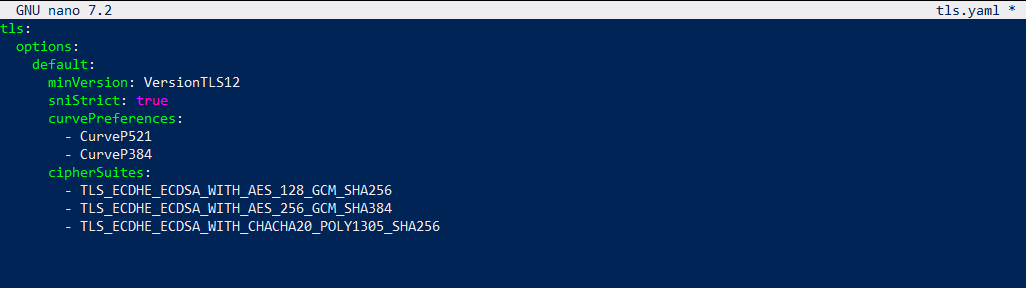 GNU nano 7.2 tls.yaml *
tls:
  options:
    default:
      minVersion: VersionTLS12
      sniStrict: true
      curvePreferences:
        - CurveP521
        - CurveP384
      cipherSuites:
        - TLS_ECDHE_ECDSA_WITH_AES_128_GCM_SHA256
        - TLS_ECDHE_ECDSA_WITH_AES_256_GCM_SHA384
        - TLS_ECDHE_ECDSA_WITH_CHACHA20_POLY1305_SHA256